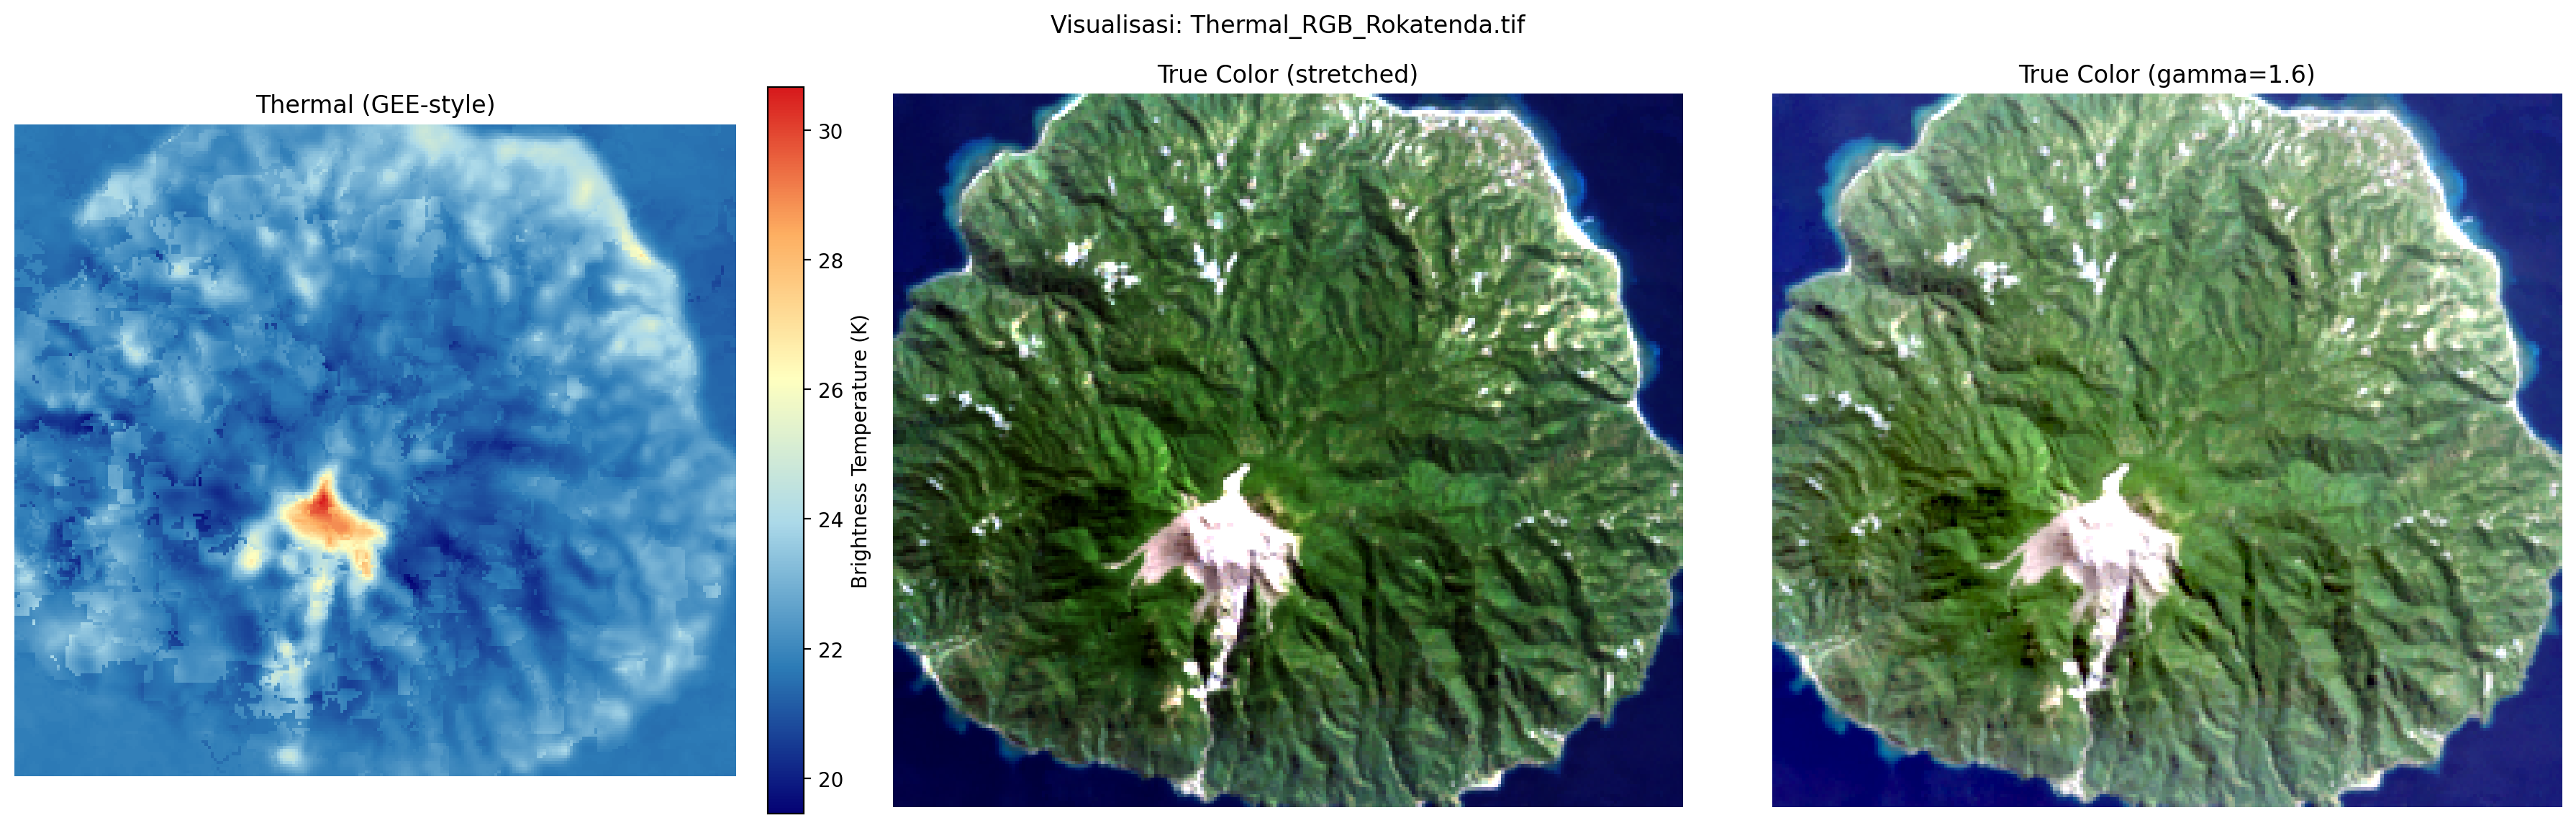 Visualisasi: Thermal_RGB_Rokatenda.tif
Thermal (GEE-style)
30
28
26
24
22
20
Brightness Temperature (K)
True Color (stretched)
True Color (gamma=1.6)